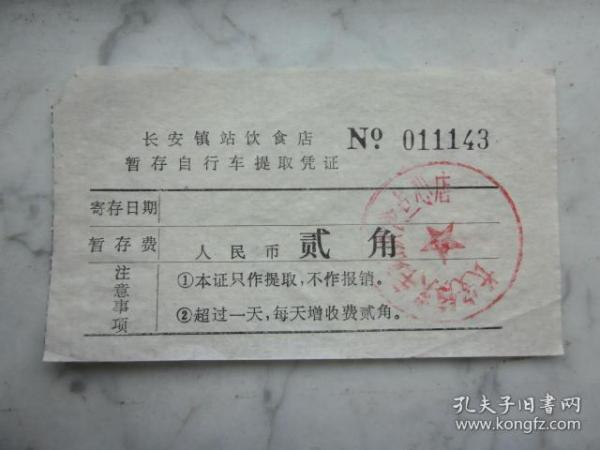 长安镇站饮食店
暂存自行车提取凭证
№ 011143
寄存日期
暂存费 人民币 贰角
注意事项
①本证只作提取，不作报销。
②超过一天，每天增收费贰角。
点心店
孔夫子旧书网
www.kongfz.com